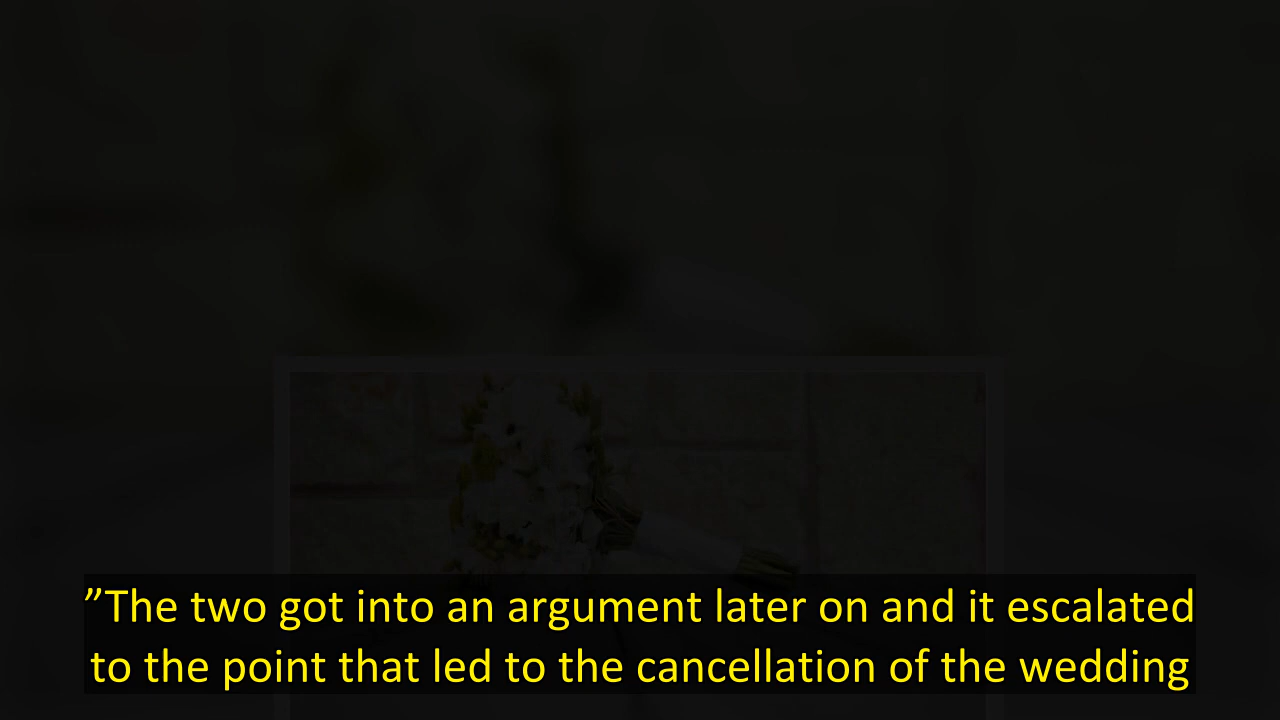 ”The two got into an argument later on and it escalated
to the point that led to the cancellation of the wedding